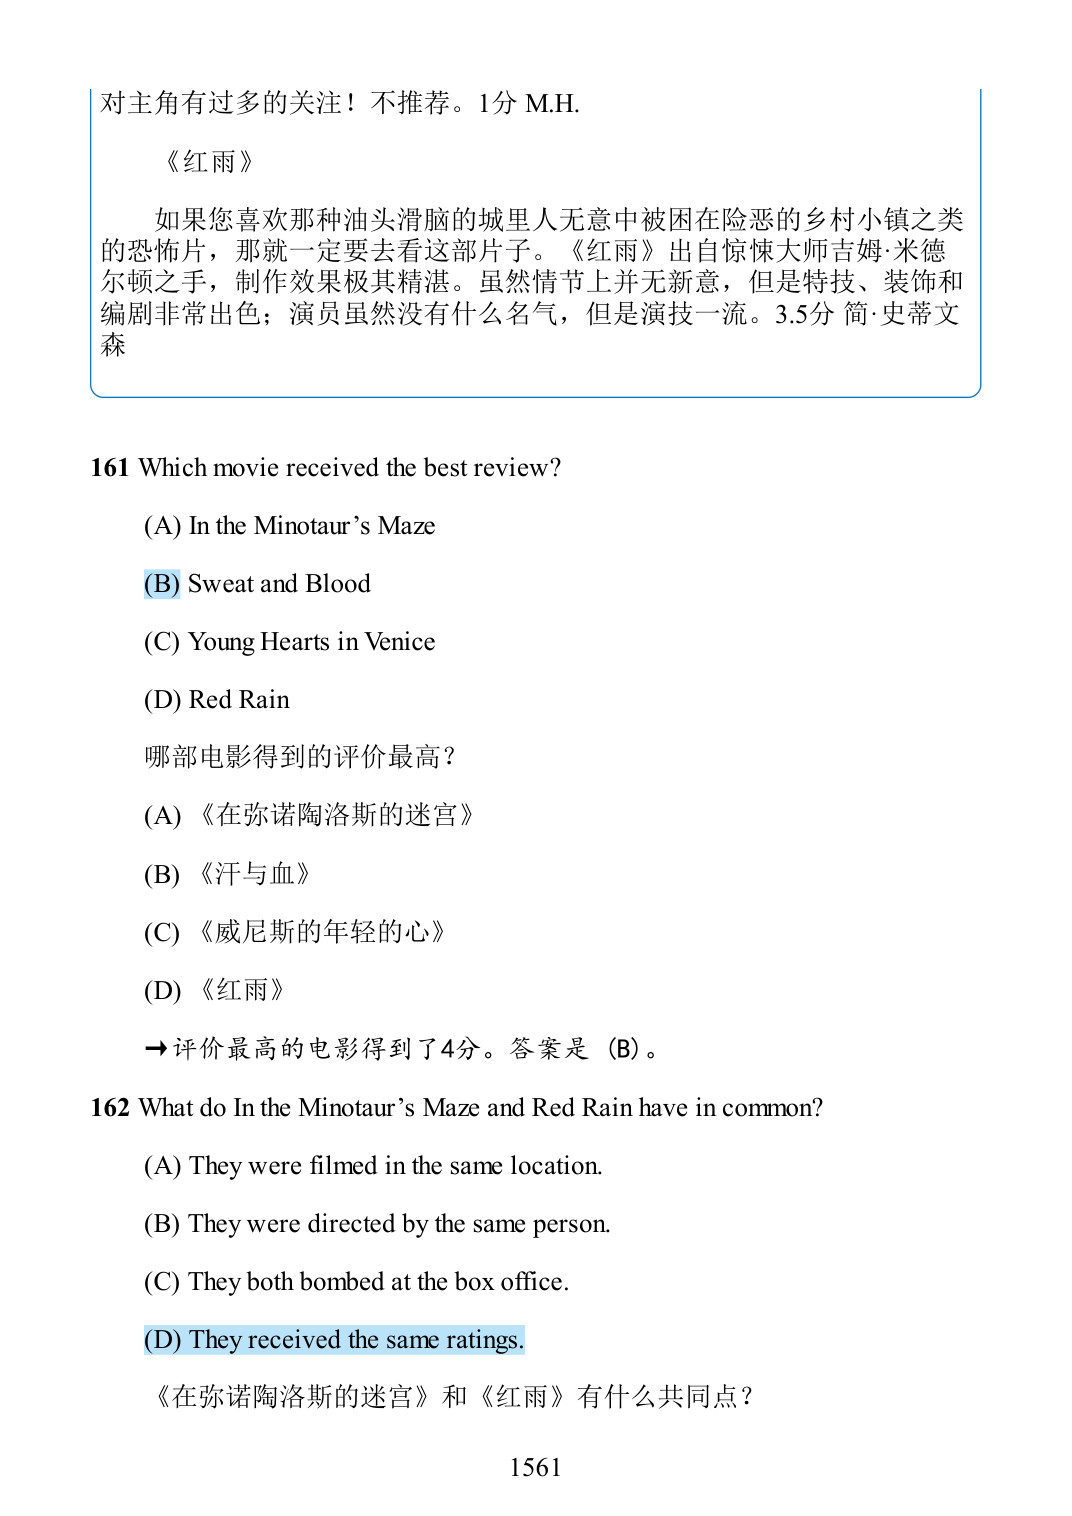 对主角有过多的关注！不推荐。1分 M.H.
《红雨》
如果您喜欢那种油头滑脑的城里人无意中被困在险恶的乡村小镇之类
的恐怖片，那就一定要去看这部片子。《红雨》出自惊悚大师吉姆·米德
尔顿之手，制作效果极其精湛。虽然情节上并无新意，但是特技、装饰和
编剧非常出色；演员虽然没有什么名气，但是演技一流。3.5分 简·史蒂文
森
161 Which movie received the best review?
(A) In the Minotaur’s Maze
(B) Sweat and Blood
(C) Young Hearts in Venice
(D) Red Rain
哪部电影得到的评价最高？
(A) 《在弥诺陶洛斯的迷宫》
(B) 《汗与血》
(C) 《威尼斯的年轻的心》
(D) 《红雨》
→评价最高的电影得到了4分。答案是 (B)。
162 What do In the Minotaur’s Maze and Red Rain have in common?
(A) They were filmed in the same location.
(B) They were directed by the same person.
(C) They both bombed at the box office.
(D) They received the same ratings.
《在弥诺陶洛斯的迷宫》和《红雨》有什么共同点？
1561